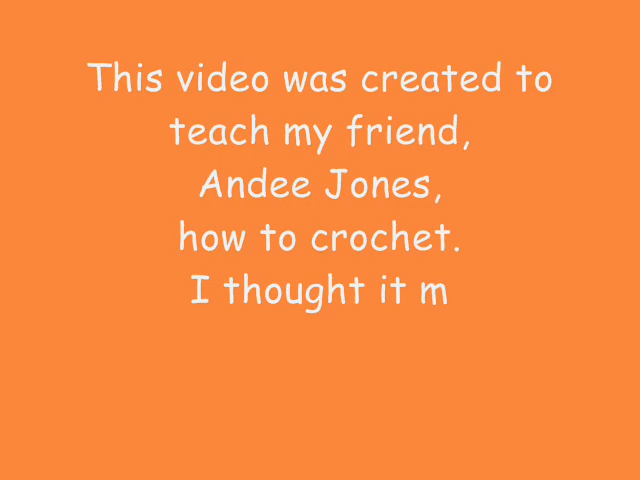 This video was created to
teach my friend,
Andee Jones,
how to crochet.
I thought it m